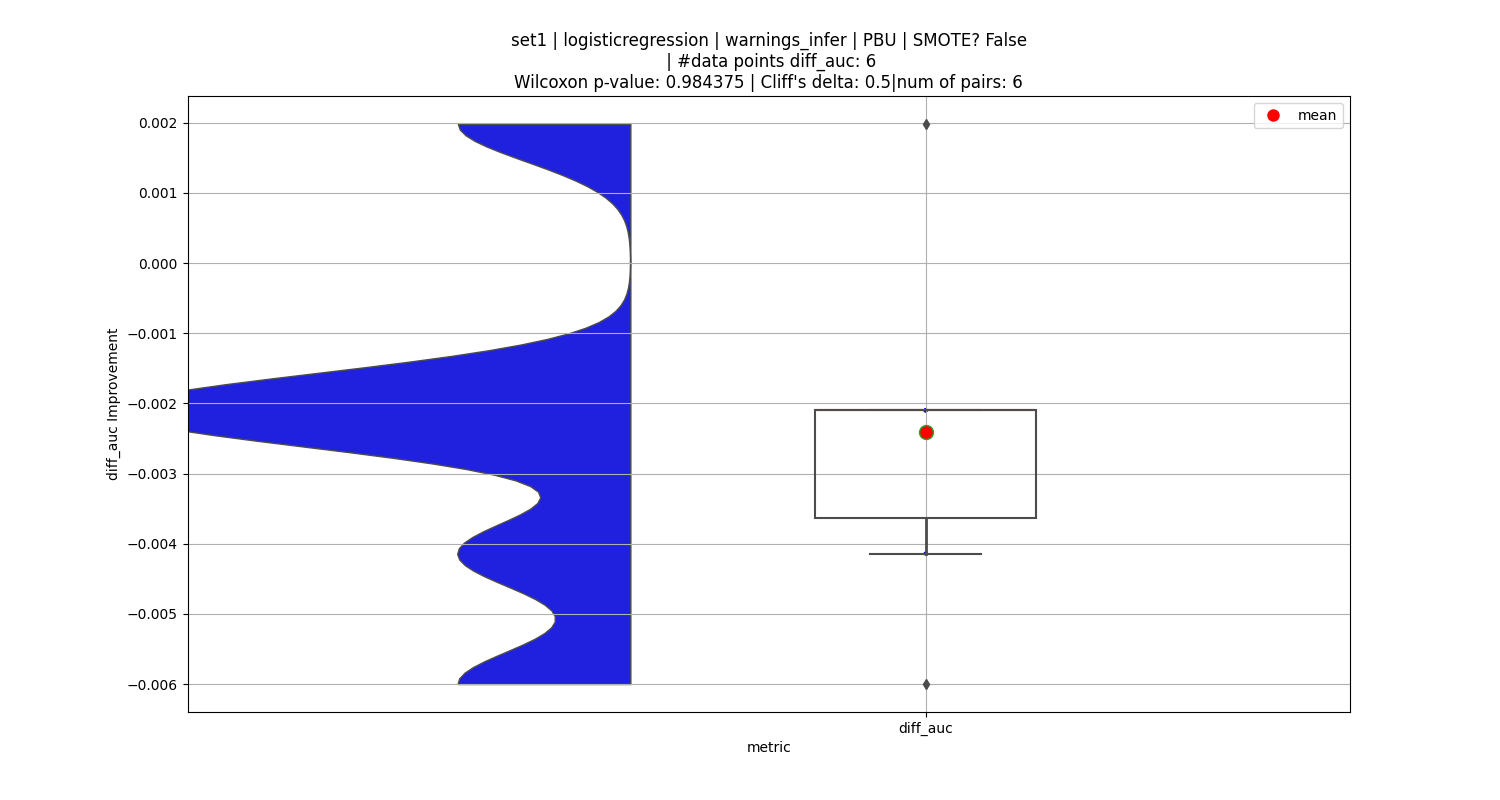 set1 | logisticregression | warnings_infer | PBU | SMOTE? False
| #data points diff_auc: 6
Wilcoxon p-value: 0.984375 | Cliff's delta: 0.5|num of pairs: 6
mean
0.002
0.001
0.000
−0.001
−0.002
−0.003
−0.004
−0.005
−0.006
diff_auc Improvement
diff_auc
metric